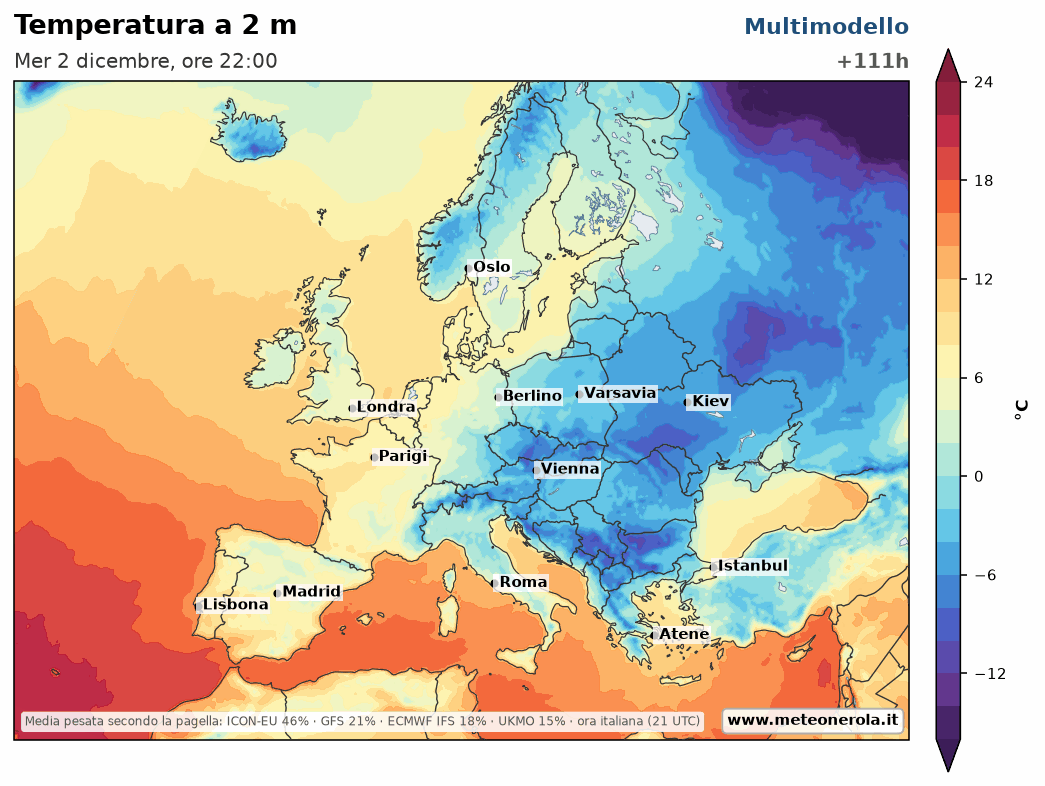 Temperatura a 2 m
Multimodello
Mer 2 dicembre, ore 22:00
+111h
24
18
12
6
0
−6
−12
°C
Oslo
Berlino
Varsavia
Kiev
Londra
Parigi
Vienna
Istanbul
Roma
Madrid
Lisbona
Atene
Media pesata secondo la pagella: ICON-EU 46% · GFS 21% · ECMWF IFS 18% · UKMO 15% · ora italiana (21 UTC)
www.meteonerola.it